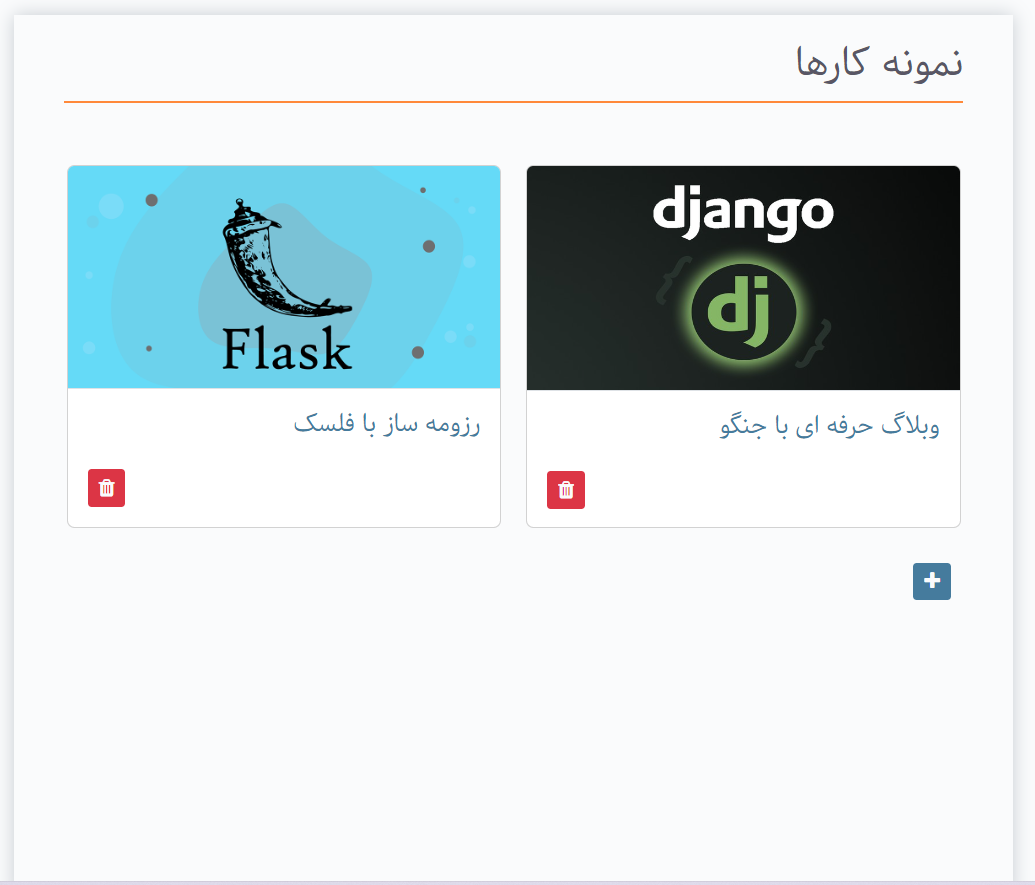 نمونه کارها
django
dj
وبلاگ حرفه ای با جنگو
Flask
رزومه ساز با فلسک